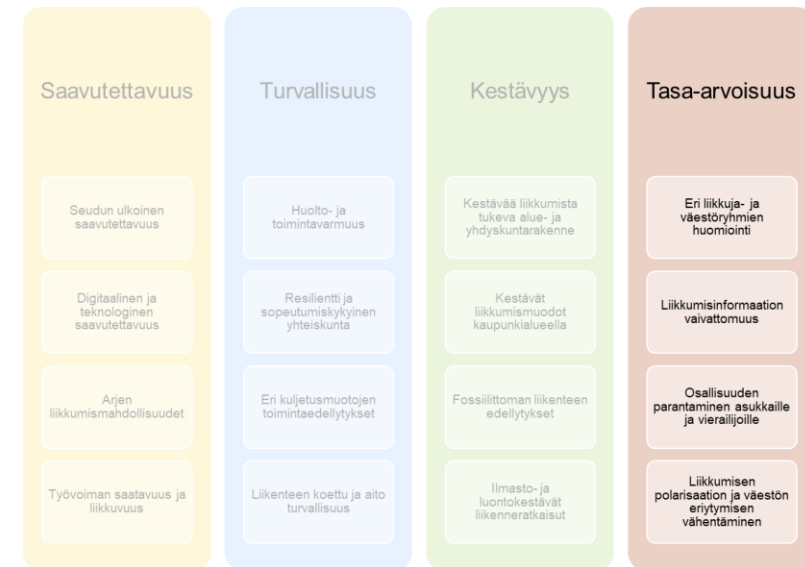 Saavutettavuus
Seudun ulkoinen
saavutettavuus
Digitaalinen ja
teknologinen
saavutettavuus
Arjen
liikkumismahdollisuudet
Työvoiman saatavuus ja
liikkuvuus
Turvallisuus
Huolto- ja
toimintavarmuus
Resilientti ja
sopeutumiskykyinen
yhteiskunta
Eri kuljetusmuotojen
toimintaedellytykset
Liikenteen koettu ja aito
turvallisuus
Kestävyys
Kestävää liikkumista
tukeva alue- ja
yhdyskuntarakenne
Kestävät
liikkumismuodot
kaupunkialueella
Fossiilittoman liikenteen
edellytykset
Ilmasto- ja
luontokestävät
liikenneratkaisut
Tasa-arvoisuus
Eri liikkuja- ja
väestöryhmien
huomiointi
Liikkumisinformaation
vaivattomuus
Osallisuuden
parantaminen asukkaille
ja vierailijoille
Liikkumisen
polarisaation ja väestön
eriytymisen
vähentäminen